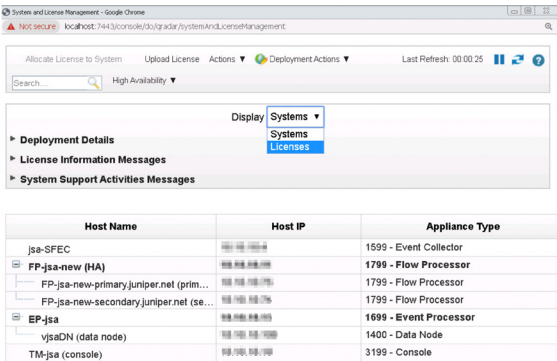 System and License Management - Google Chrome
Not secure localhost:7443/console/do/qradar/systemAndLicenseManagement
Allocate License to System Upload License Actions ▼ Deployment Actions ▼ Last Refresh: 00:00:25
Search... High Availability ▼
Display Systems ▼
Systems
Licenses
Deployment Details
License Information Messages
System Support Activities Messages
Host Name Host IP Appliance Type
jsa-SFEC 1599 - Event Collector
FP-jsa-new (HA) 1799 - Flow Processor
FP-jsa-new-primary.juniper.net (prim... 1799 - Flow Processor
FP-jsa-new-secondary.juniper.net (se... 1799 - Flow Processor
EP-jsa 1699 - Event Processor
vjsaDN (data node) 1400 - Data Node
TM-jsa (console) 3199 - Console